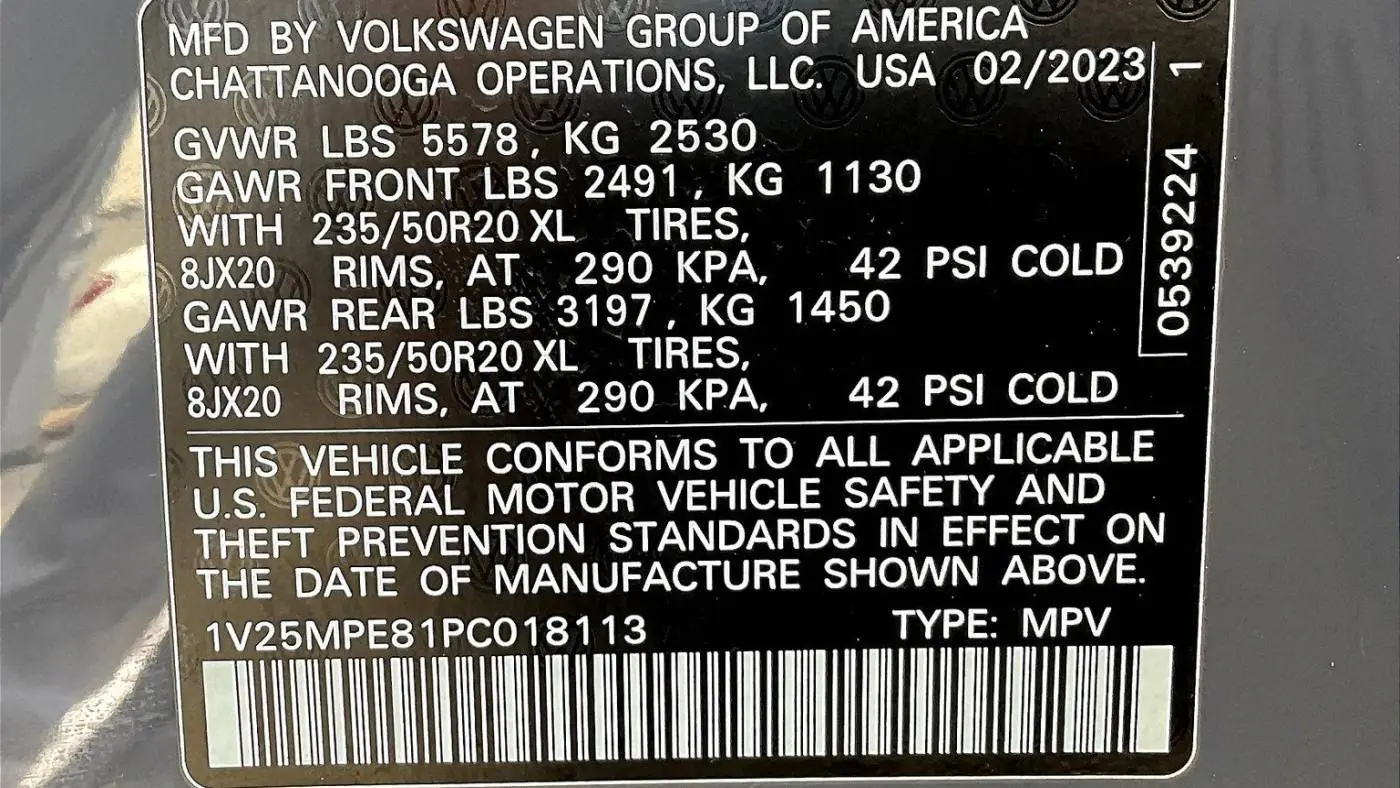 MFD BY VOLKSWAGEN GROUP OF AMERICA
CHATTANOOGA OPERATIONS, LLC. USA 02/2023
GVWR LBS 5578, KG 2530
GAWR FRONT LBS 2491, KG 1130
WITH 235/50R20 XL TIRES,
8JX20 RIMS, AT 290 KPA, 42 PSI COLD
GAWR REAR LBS 3197, KG 1450
WITH 235/50R20 XL TIRES,
8JX20 RIMS, AT 290 KPA, 42 PSI COLD
0539224 1
THIS VEHICLE CONFORMS TO ALL APPLICABLE
U.S. FEDERAL MOTOR VEHICLE SAFETY AND
THEFT PREVENTION STANDARDS IN EFFECT ON
THE DATE OF MANUFACTURE SHOWN ABOVE.
1V25MPE81PC018113 TYPE: MPV